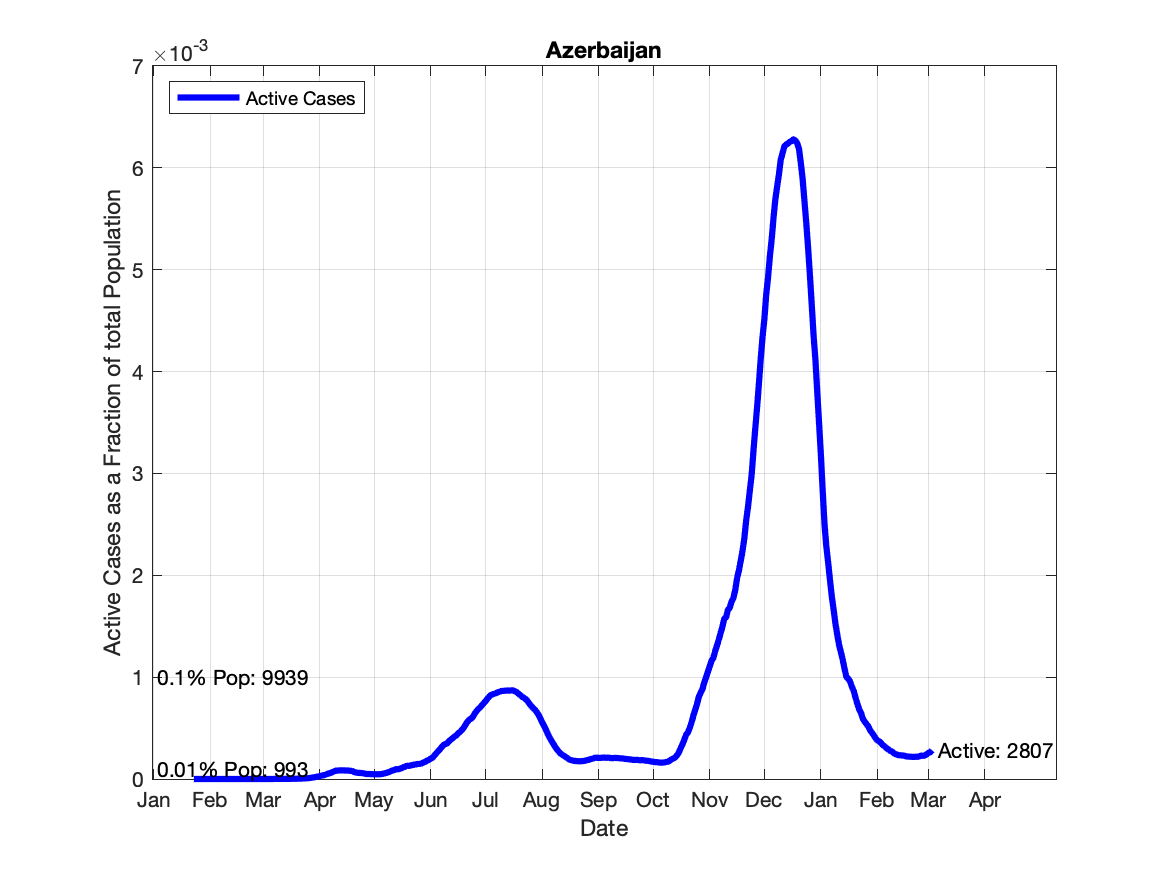 Azerbaijan
×10-3
Active Cases
7
6
5
4
3
2
1
0
Active Cases as a Fraction of total Population
0.1% Pop: 9939
0.01% Pop: 993
Active: 2807
Jan Feb Mar Apr May Jun Jul Aug Sep Oct Nov Dec Jan Feb Mar Apr
Date